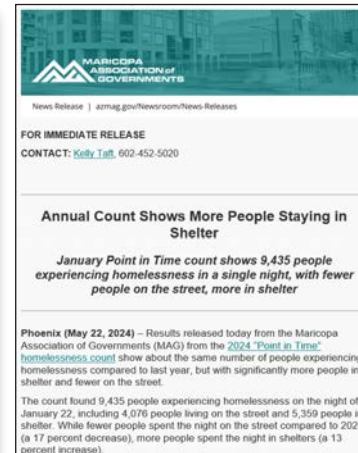 MARICOPA
ASSOCIATION of
GOVERNMENTS
News Release | azmag.gov/Newsroom/News-Releases
FOR IMMEDIATE RELEASE
CONTACT: Kelly Taft, 602-452-5020
Annual Count Shows More People Staying in
Shelter
January Point in Time count shows 9,435 people
experiencing homelessness in a single night, with fewer
people on the street, more in shelter
Phoenix (May 22, 2024) – Results released today from the Maricopa
Association of Governments (MAG) from the 2024 "Point in Time"
homelessness count show about the same number of people experiencing
homelessness compared to last year, but with significantly more people in
shelter and fewer on the street.
The count found 9,435 people experiencing homelessness on the night of
January 22, including 4,076 people living on the street and 5,359 people in
shelter. While fewer people spent the night on the street compared to 202
(a 17 percent decrease), more people spent the night in shelters (a 13
percent increase).